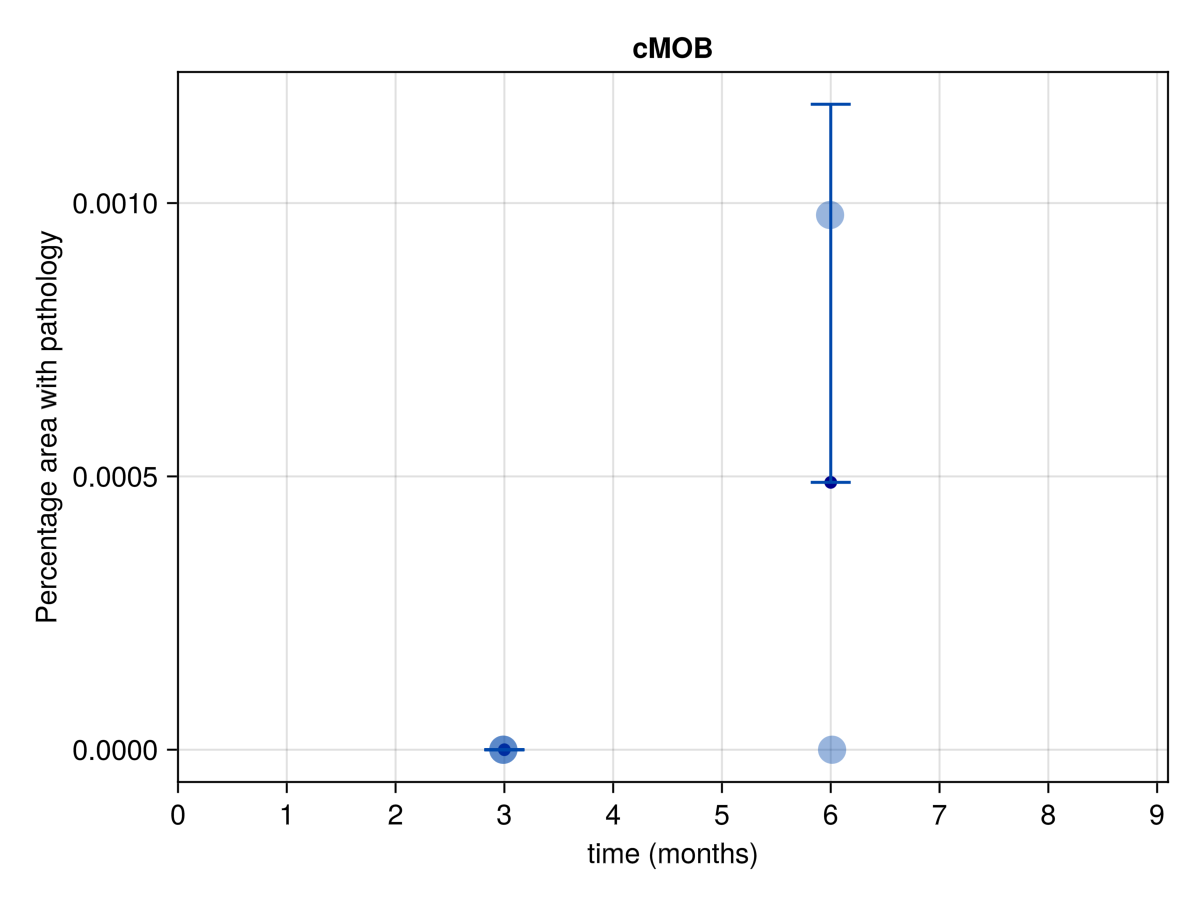 cMOB
Percentage area with pathology
0.0010
0.0005
0.0000
0 1 2 3 4 5 6 7 8 9
time (months)